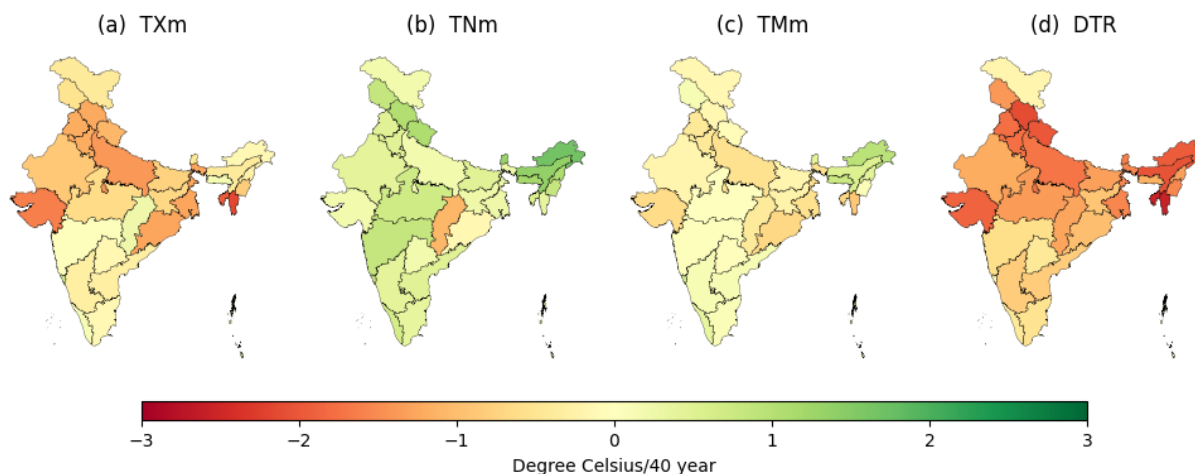 (a) TXm
(b) TNm
(c) TMm
(d) DTR
−3
−2
−1
0
1
2
3
Degree Celsius/40 year